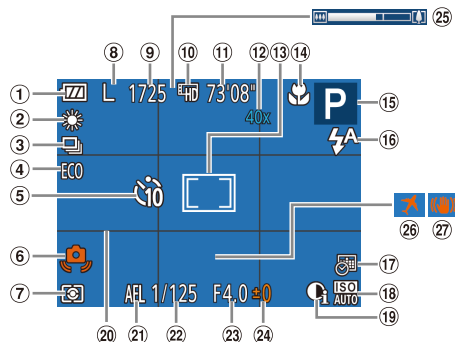 ⑧ ⑨ ⑩ ⑪ ⑫ ⑬ ⑭ ㉕
① L 1725 HD 73'08" P ⑮
40x
② A ⑯
③
④ ECO
⑤ 10
㉖ ㉗
⑥ ⑰
⑦ AEL 1/125 F4.0 ±0 i ISO AUTO ⑱
⑳ ㉑ ㉒ ㉓ ㉔ ⑲